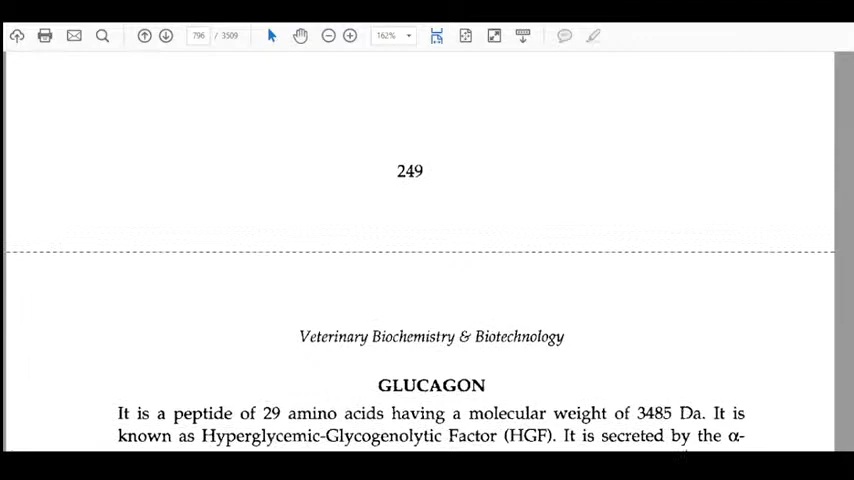 796 / 3509 162%
249
Veterinary Biochemistry & Biotechnology
GLUCAGON
It is a peptide of 29 amino acids having a molecular weight of 3485 Da. It is
known as Hyperglycemic-Glycogenolytic Factor (HGF). It is secreted by the α-